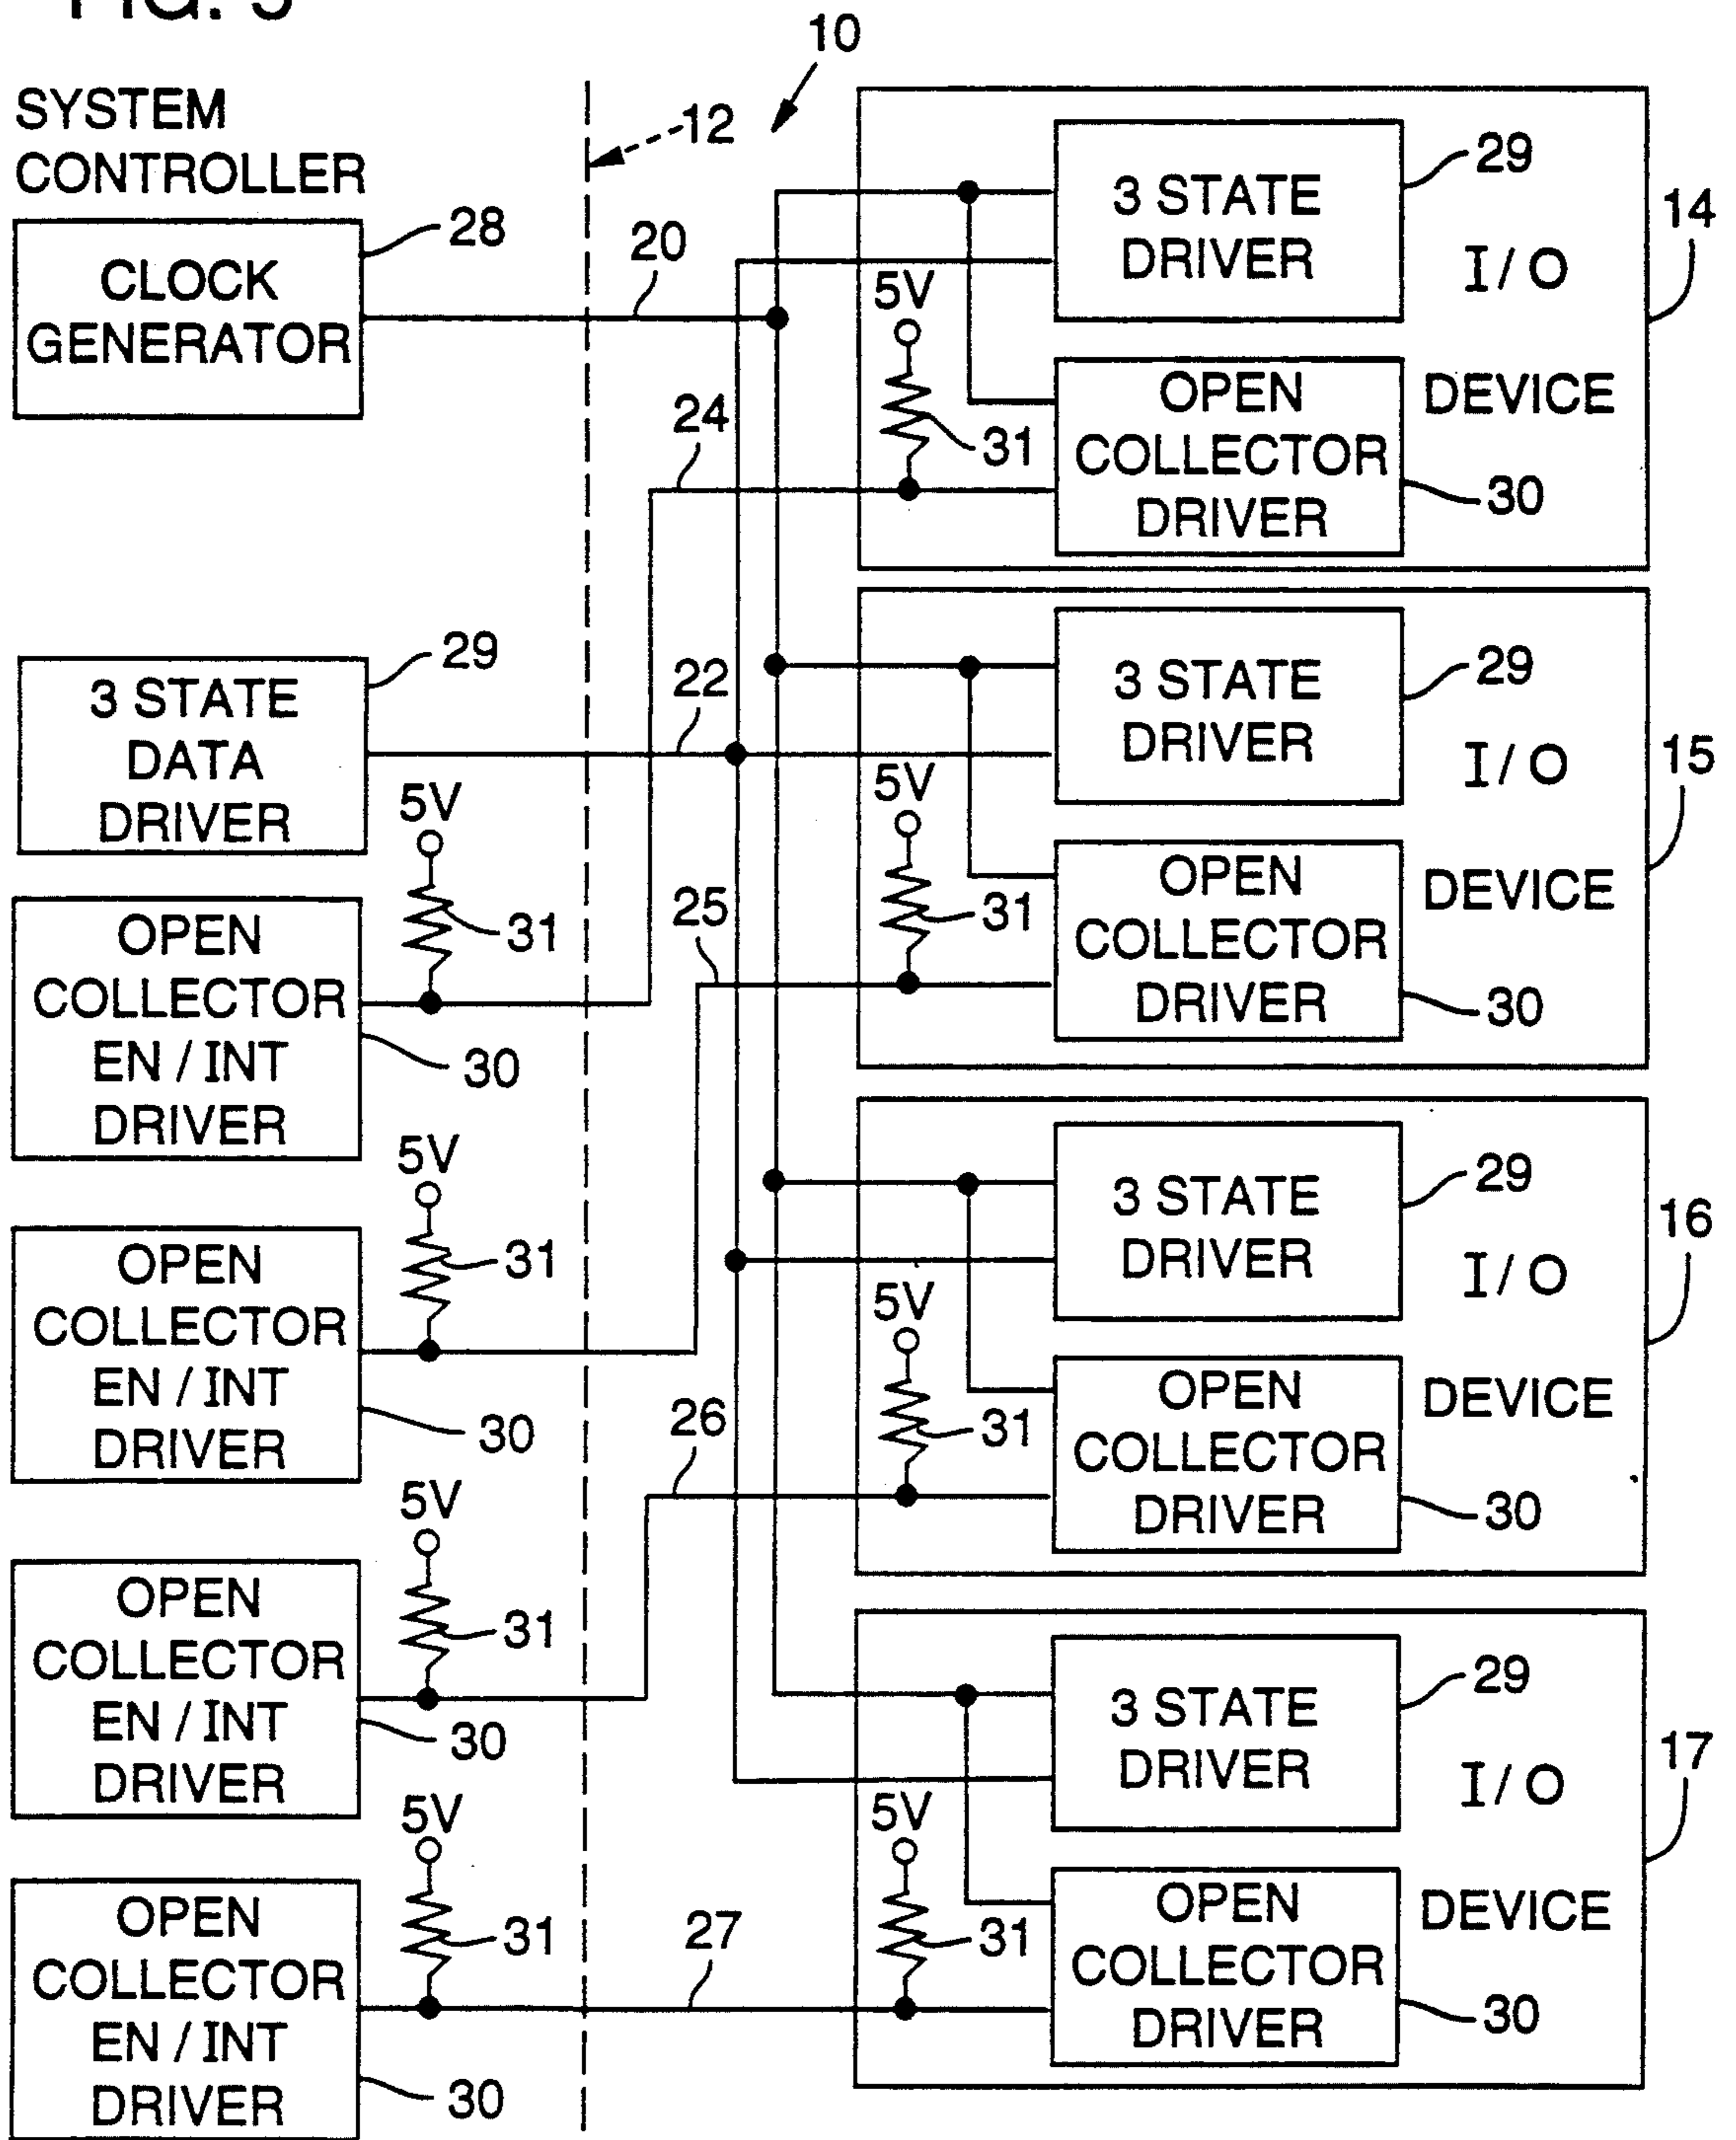 10
SYSTEM
CONTROLLER
12
CLOCK
GENERATOR
28
20
24
3 STATE
DATA
DRIVER
29
22
5V
31
OPEN
COLLECTOR
EN / INT
DRIVER
30
25
5V
31
OPEN
COLLECTOR
EN / INT
DRIVER
30
26
5V
31
OPEN
COLLECTOR
EN / INT
DRIVER
30
5V
31
OPEN
COLLECTOR
EN / INT
DRIVER
30
27
3 STATE
DRIVER
29
I / O
14
5V
31
OPEN
COLLECTOR
DRIVER
DEVICE
30
3 STATE
DRIVER
29
I / O
15
5V
31
OPEN
COLLECTOR
DRIVER
DEVICE
30
3 STATE
DRIVER
29
I / O
16
5V
31
OPEN
COLLECTOR
DRIVER
DEVICE
30
3 STATE
DRIVER
29
I / O
17
5V
31
OPEN
COLLECTOR
DRIVER
DEVICE
30